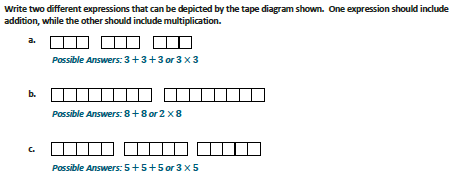 Write two different expressions that can be depicted by the tape diagram shown. One expression should include
addition, while the other should include multiplication.
a.
Possible Answers: 3 + 3 + 3 or 3 × 3
b.
Possible Answers: 8 + 8 or 2 × 8
c.
Possible Answers: 5 + 5 + 5 or 3 × 5